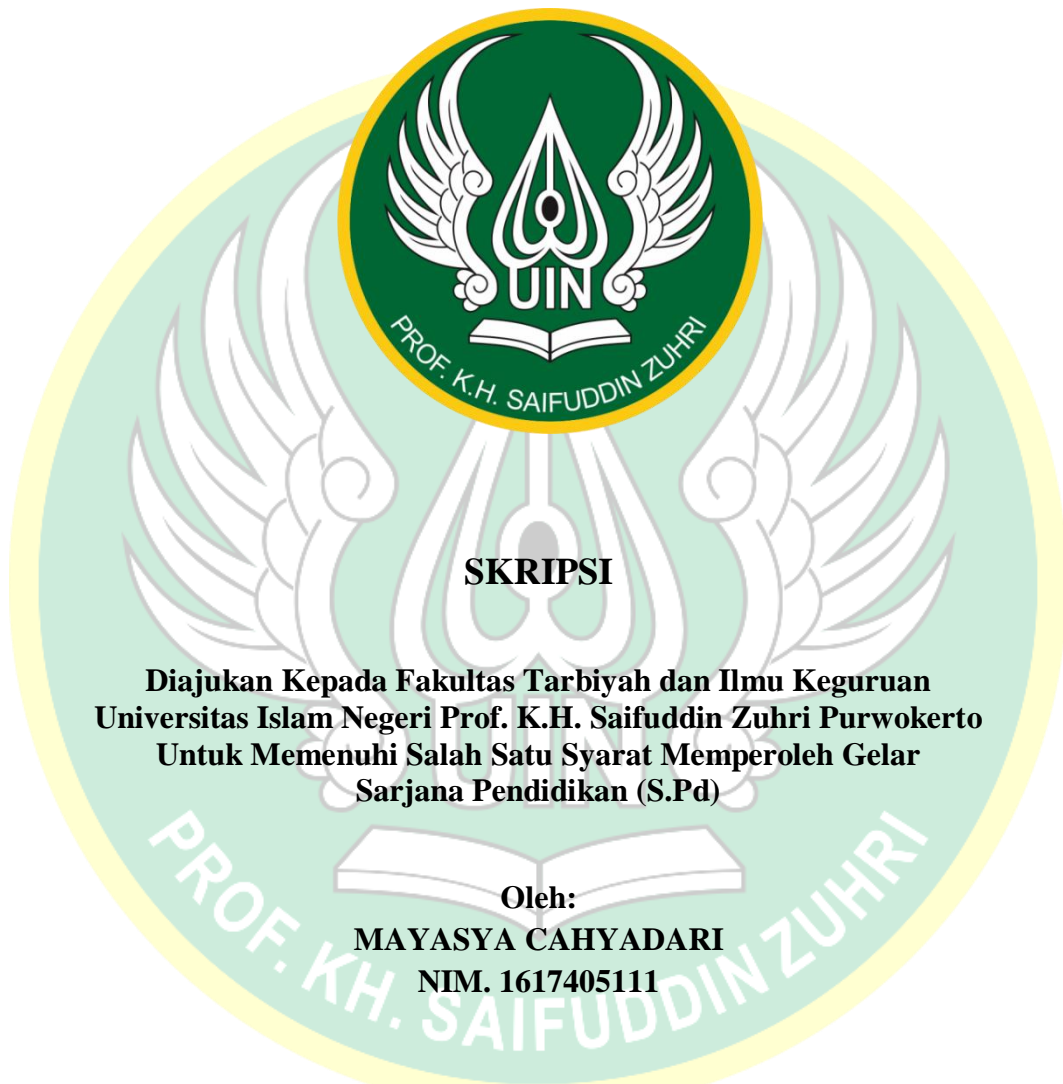 UIN
PROF. K.H. SAIFUDDIN ZUHRI
SKRIPSI
Diajukan Kepada Fakultas Tarbiyah dan Ilmu Keguruan
Universitas Islam Negeri Prof. K.H. Saifuddin Zuhri Purwokerto
Untuk Memenuhi Salah Satu Syarat Memperoleh Gelar
Sarjana Pendidikan (S.Pd)
UIN
Oleh:
MAYASYA CAHYADARI
NIM. 1617405111
PROF. KH. SAIFUDDIN ZUHRI